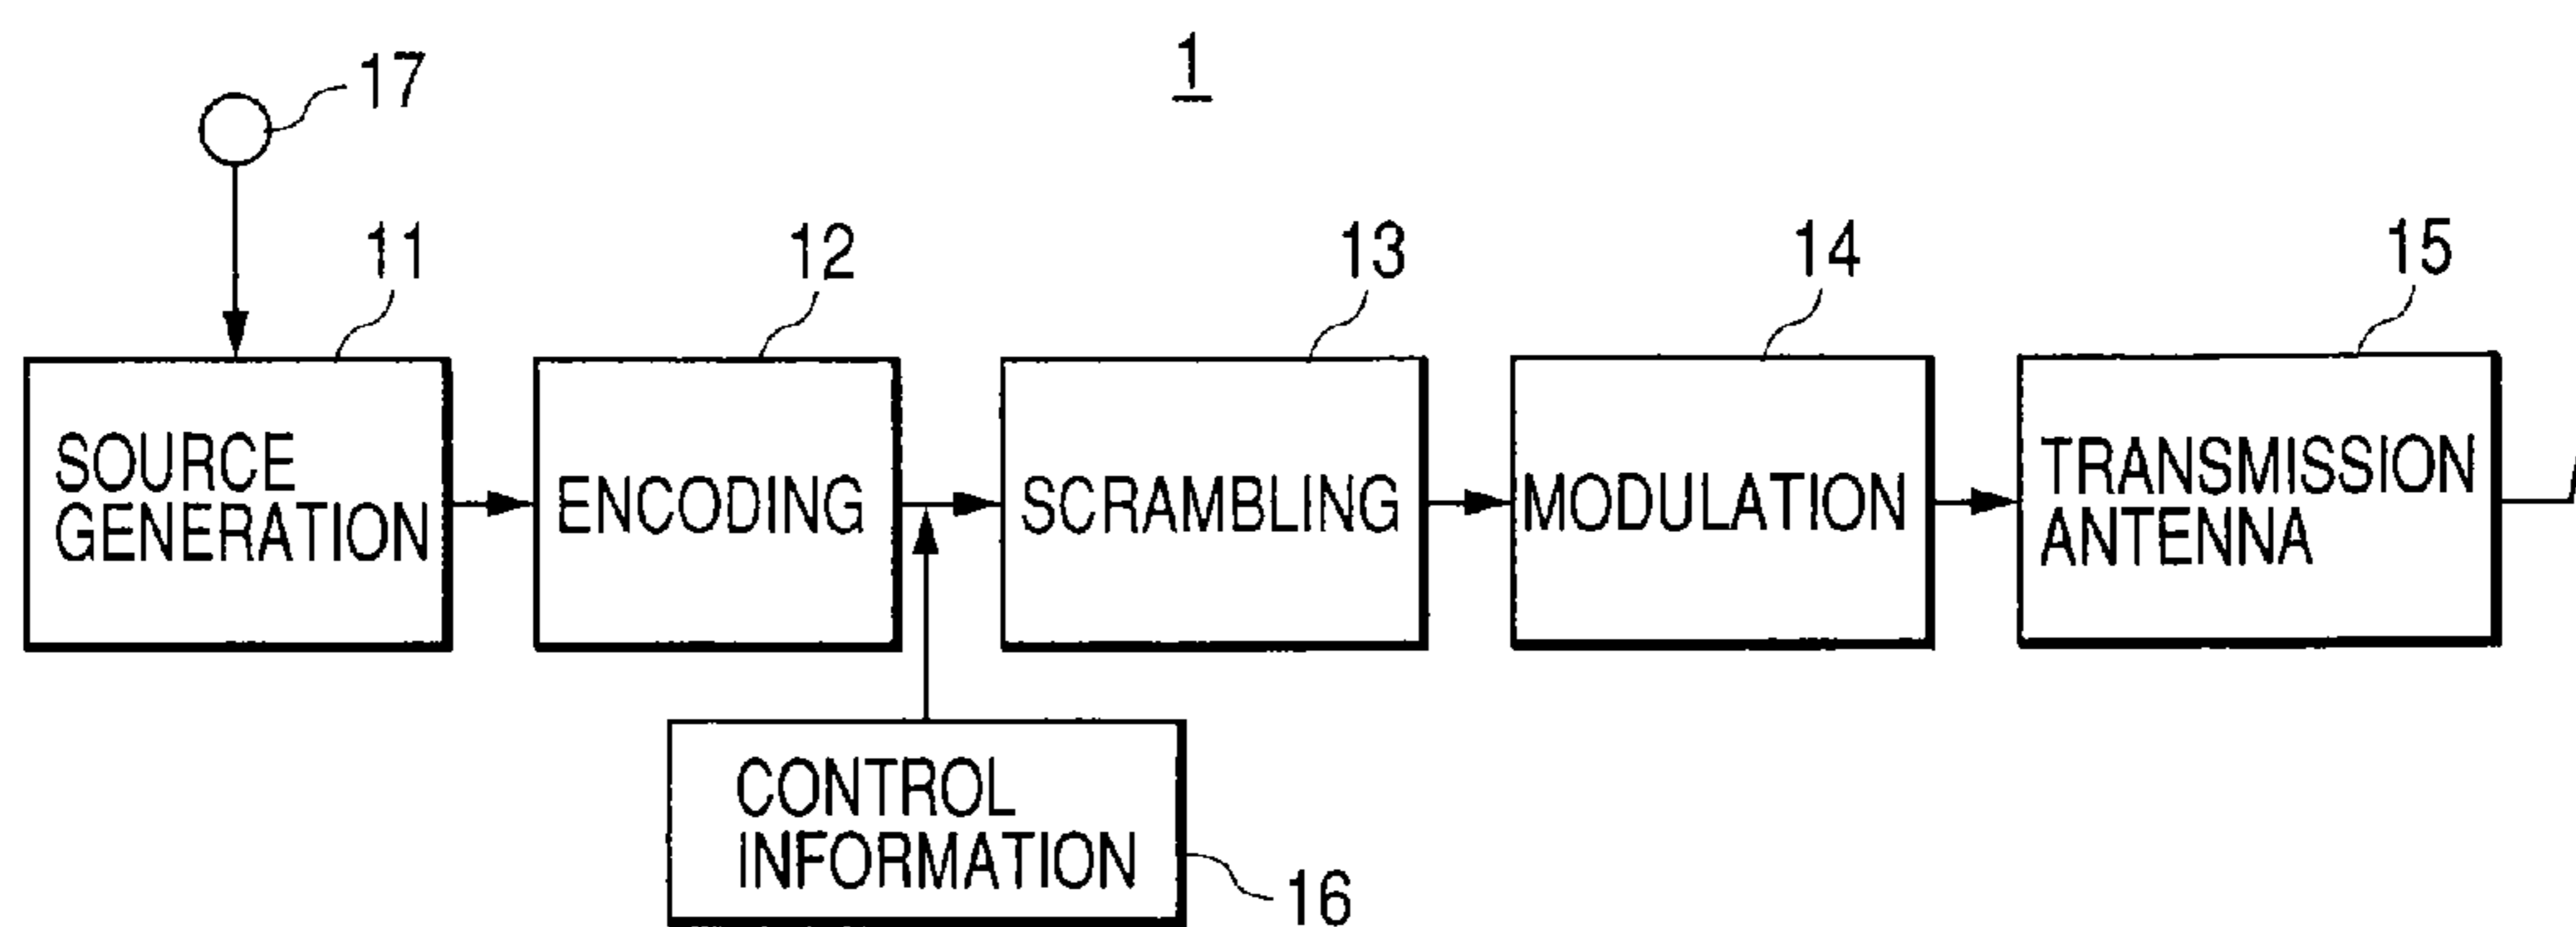 1
17
11
12
13
14
15
SOURCE
GENERATION
ENCODING
SCRAMBLING
MODULATION
TRANSMISSION
ANTENNA
CONTROL
INFORMATION
16